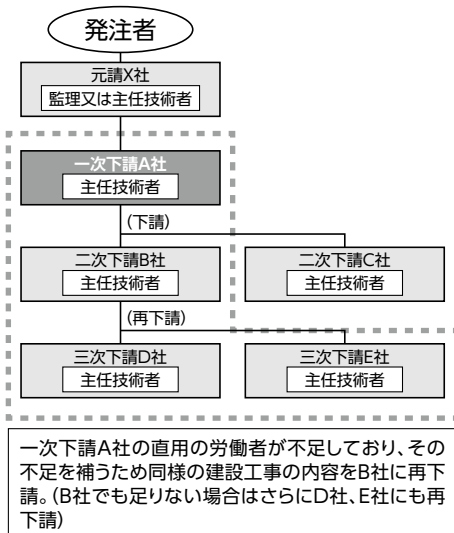 発注者
元請X社
監理又は主任技術者
一次下請A社
主任技術者
(下請)
二次下請B社
主任技術者
二次下請C社
主任技術者
(再下請)
三次下請D社
主任技術者
三次下請E社
主任技術者
一次下請A社の直用の労働者が不足しており、その
不足を補うため同様の建設工事の内容をB社に再下
請。(B社でも足りない場合はさらにD社、E社にも再
下請)